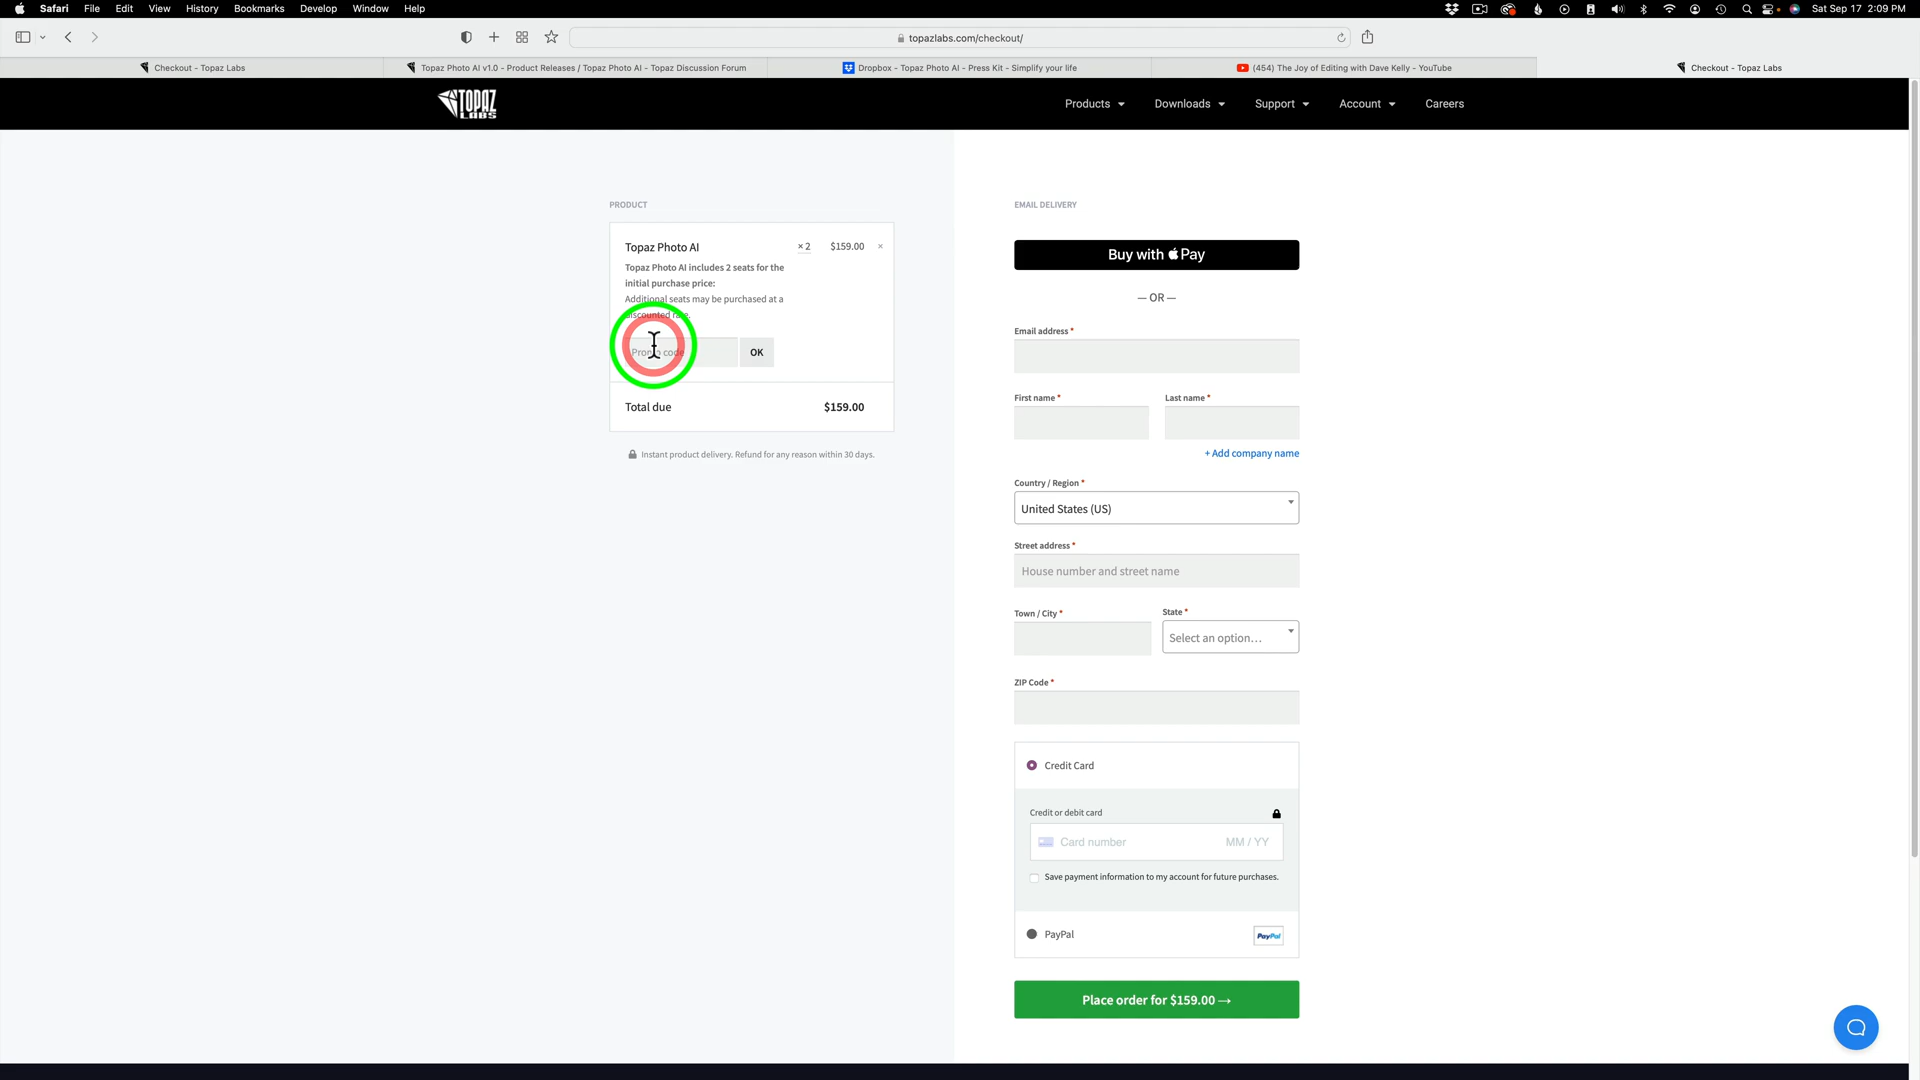 Safari File Edit View History Bookmarks Develop Window Help Sat Sep 17 2:09 PM
topazlabs.com/checkout/
Checkout - Topaz Labs
Topaz Photo AI v1.0 - Product Releases / Topaz Photo AI - Topaz Discussion Forum
Dropbox - Topaz Photo AI - Press Kit - Simplify your life
(454) The Joy of Editing with Dave Kelly - YouTube
Checkout - Topaz Labs
TOPAZ
LABS
Products Downloads Support Account Careers
PRODUCT
Topaz Photo AI × 2 $159.00 ×
Topaz Photo AI includes 2 seats for the
initial purchase price:
Additional seats may be purchased at a
discounted rate.
Promo code OK
Total due $159.00
Instant product delivery. Refund for any reason within 30 days.
EMAIL DELIVERY
Buy with Pay
— OR —
Email address *
First name * Last name *
+ Add company name
Country / Region *
United States (US)
Street address *
House number and street name
Town / City * State *
Select an option...
ZIP Code *
Credit Card
Credit or debit card
Card number MM / YY
Save payment information to my account for future purchases.
PayPal PayPal
Place order for $159.00 →